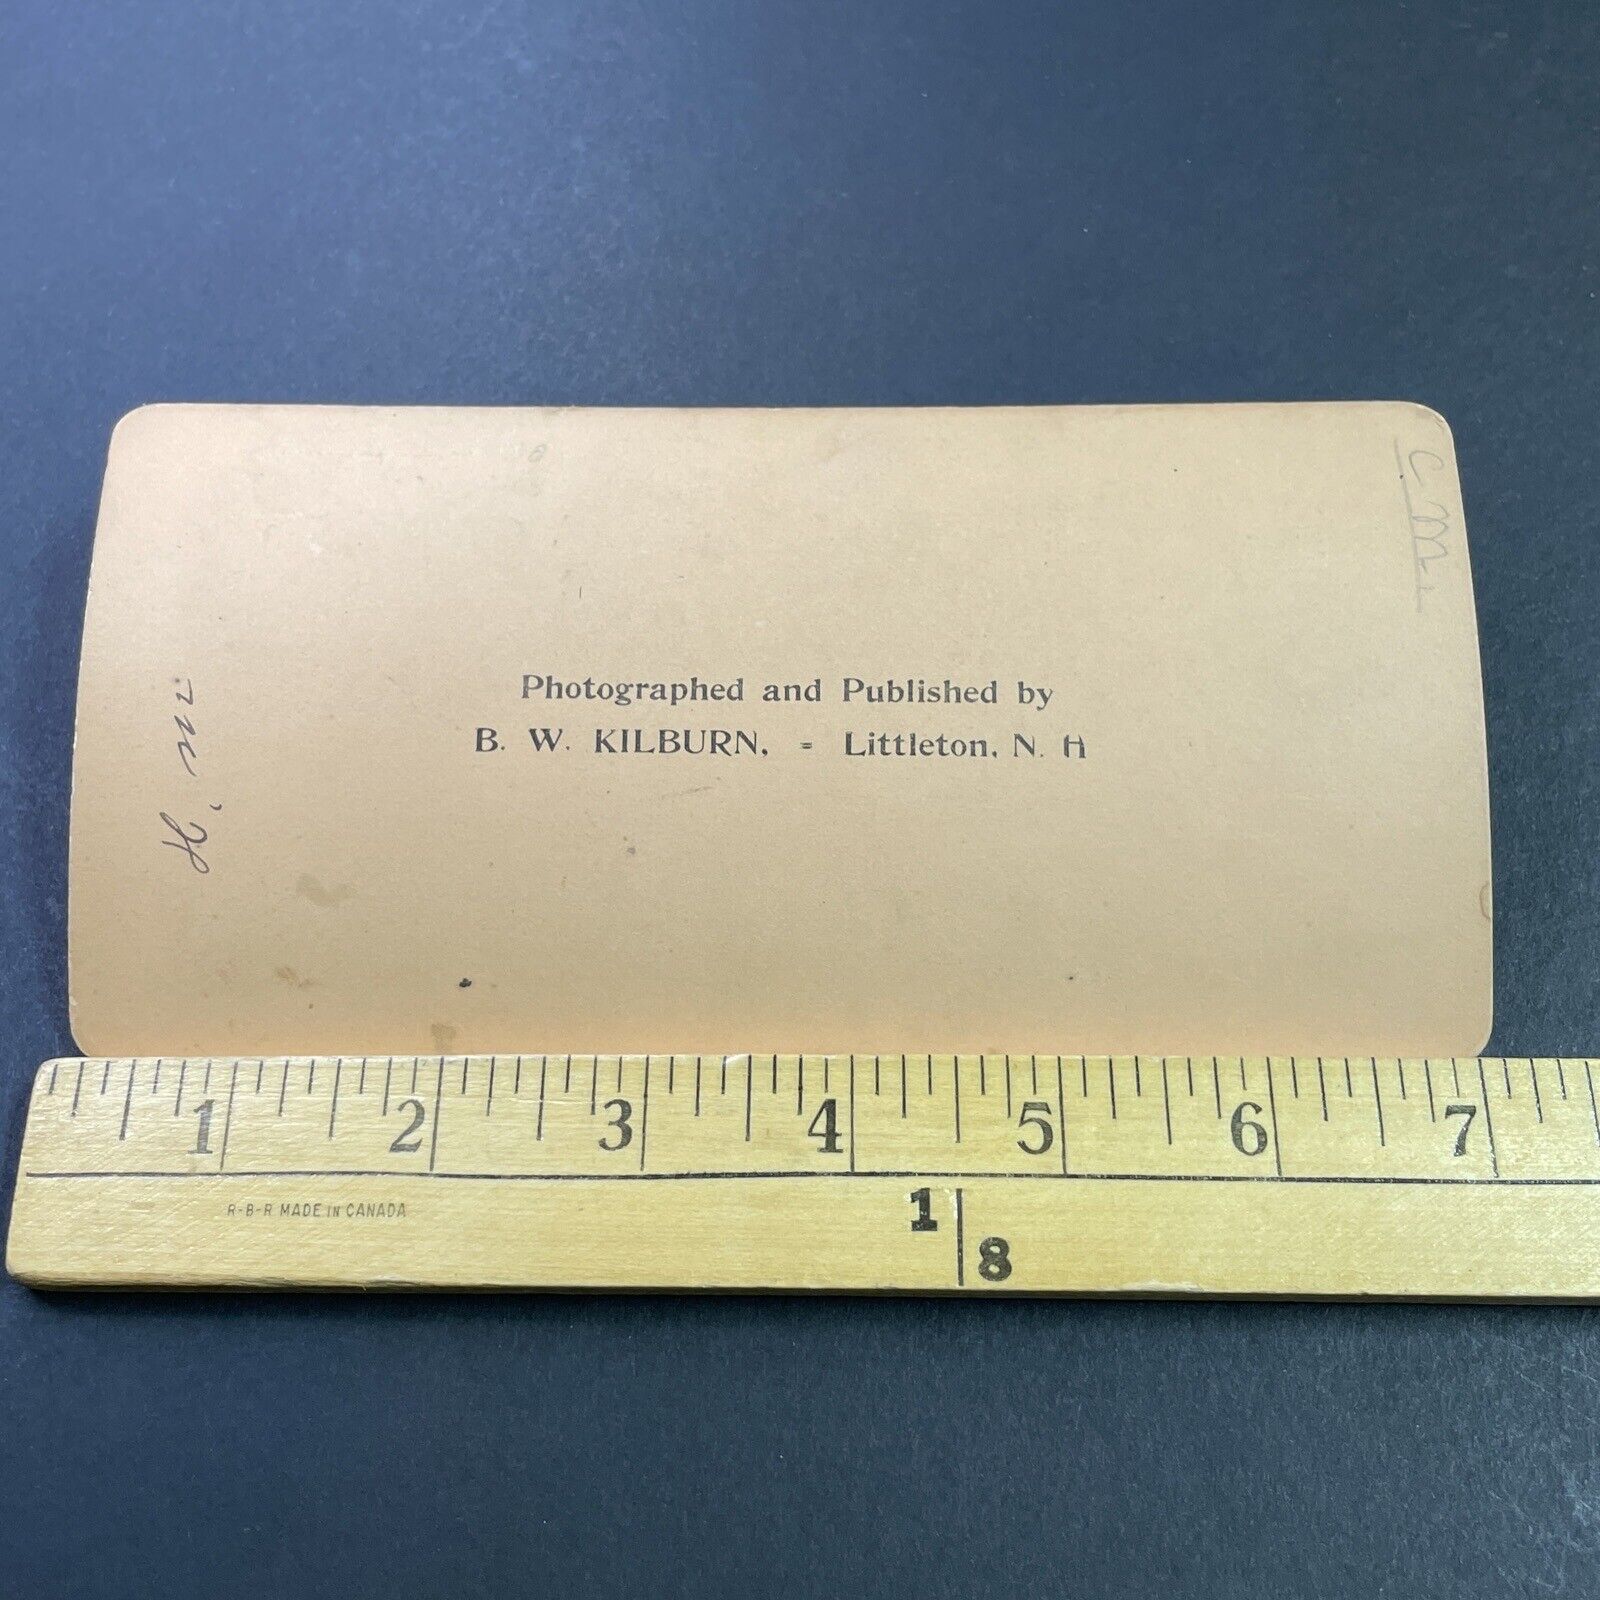 C M
H. m
Photographed and Published by
B. W. KILBURN, = Littleton, N. H
1 2 3 4 5 6 7
R-B-R MADE IN CANADA
1
8